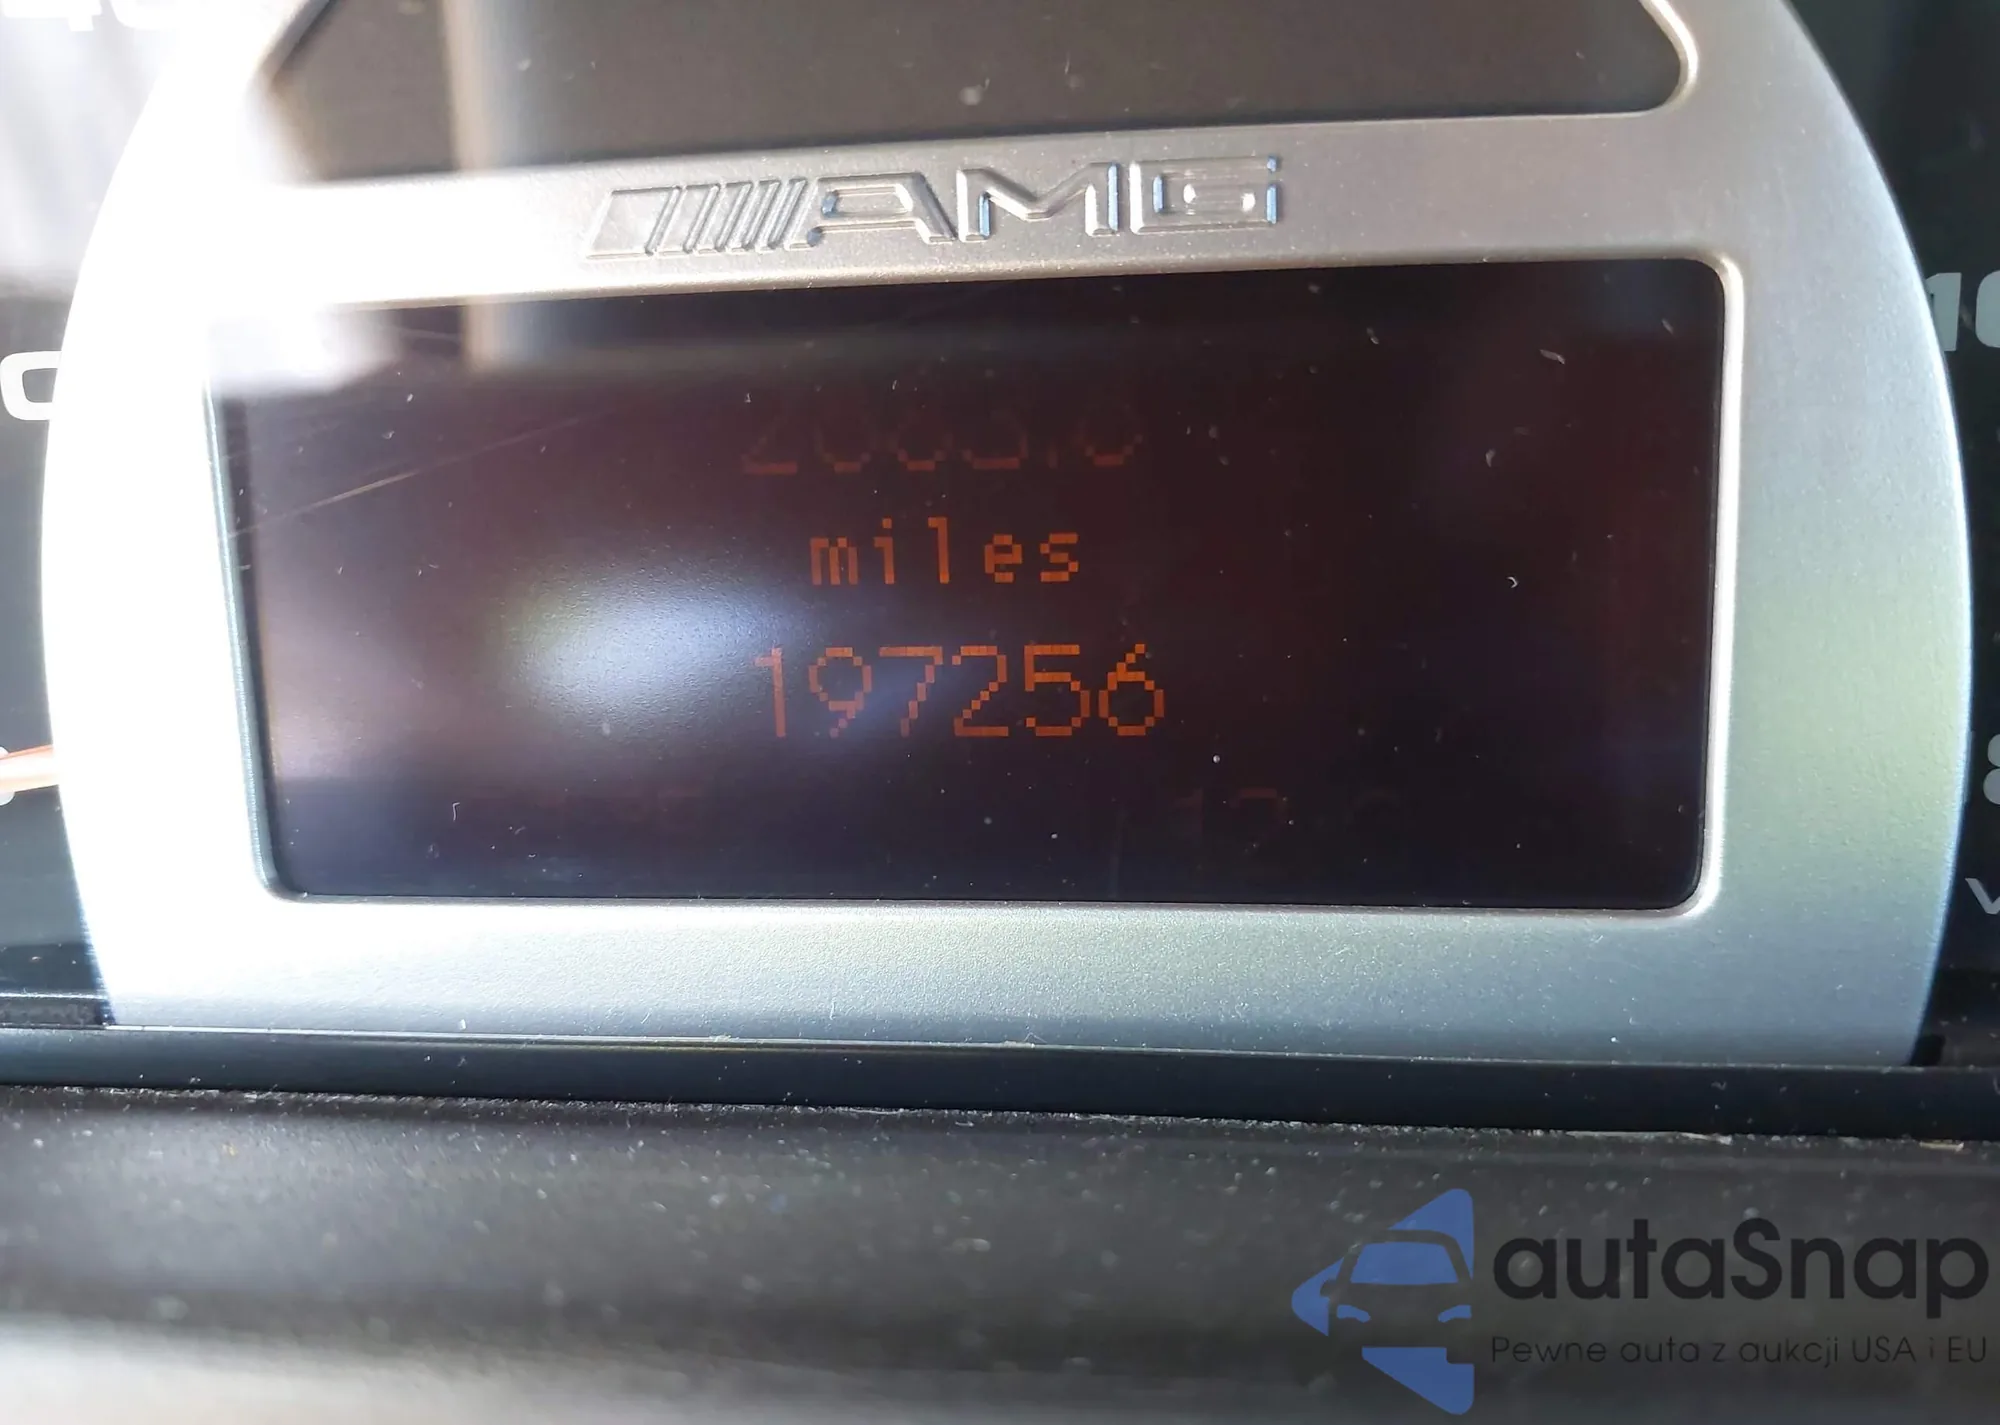 AMG
miles
197256
autaSnap
Pewne auta z aukcji USA i EU